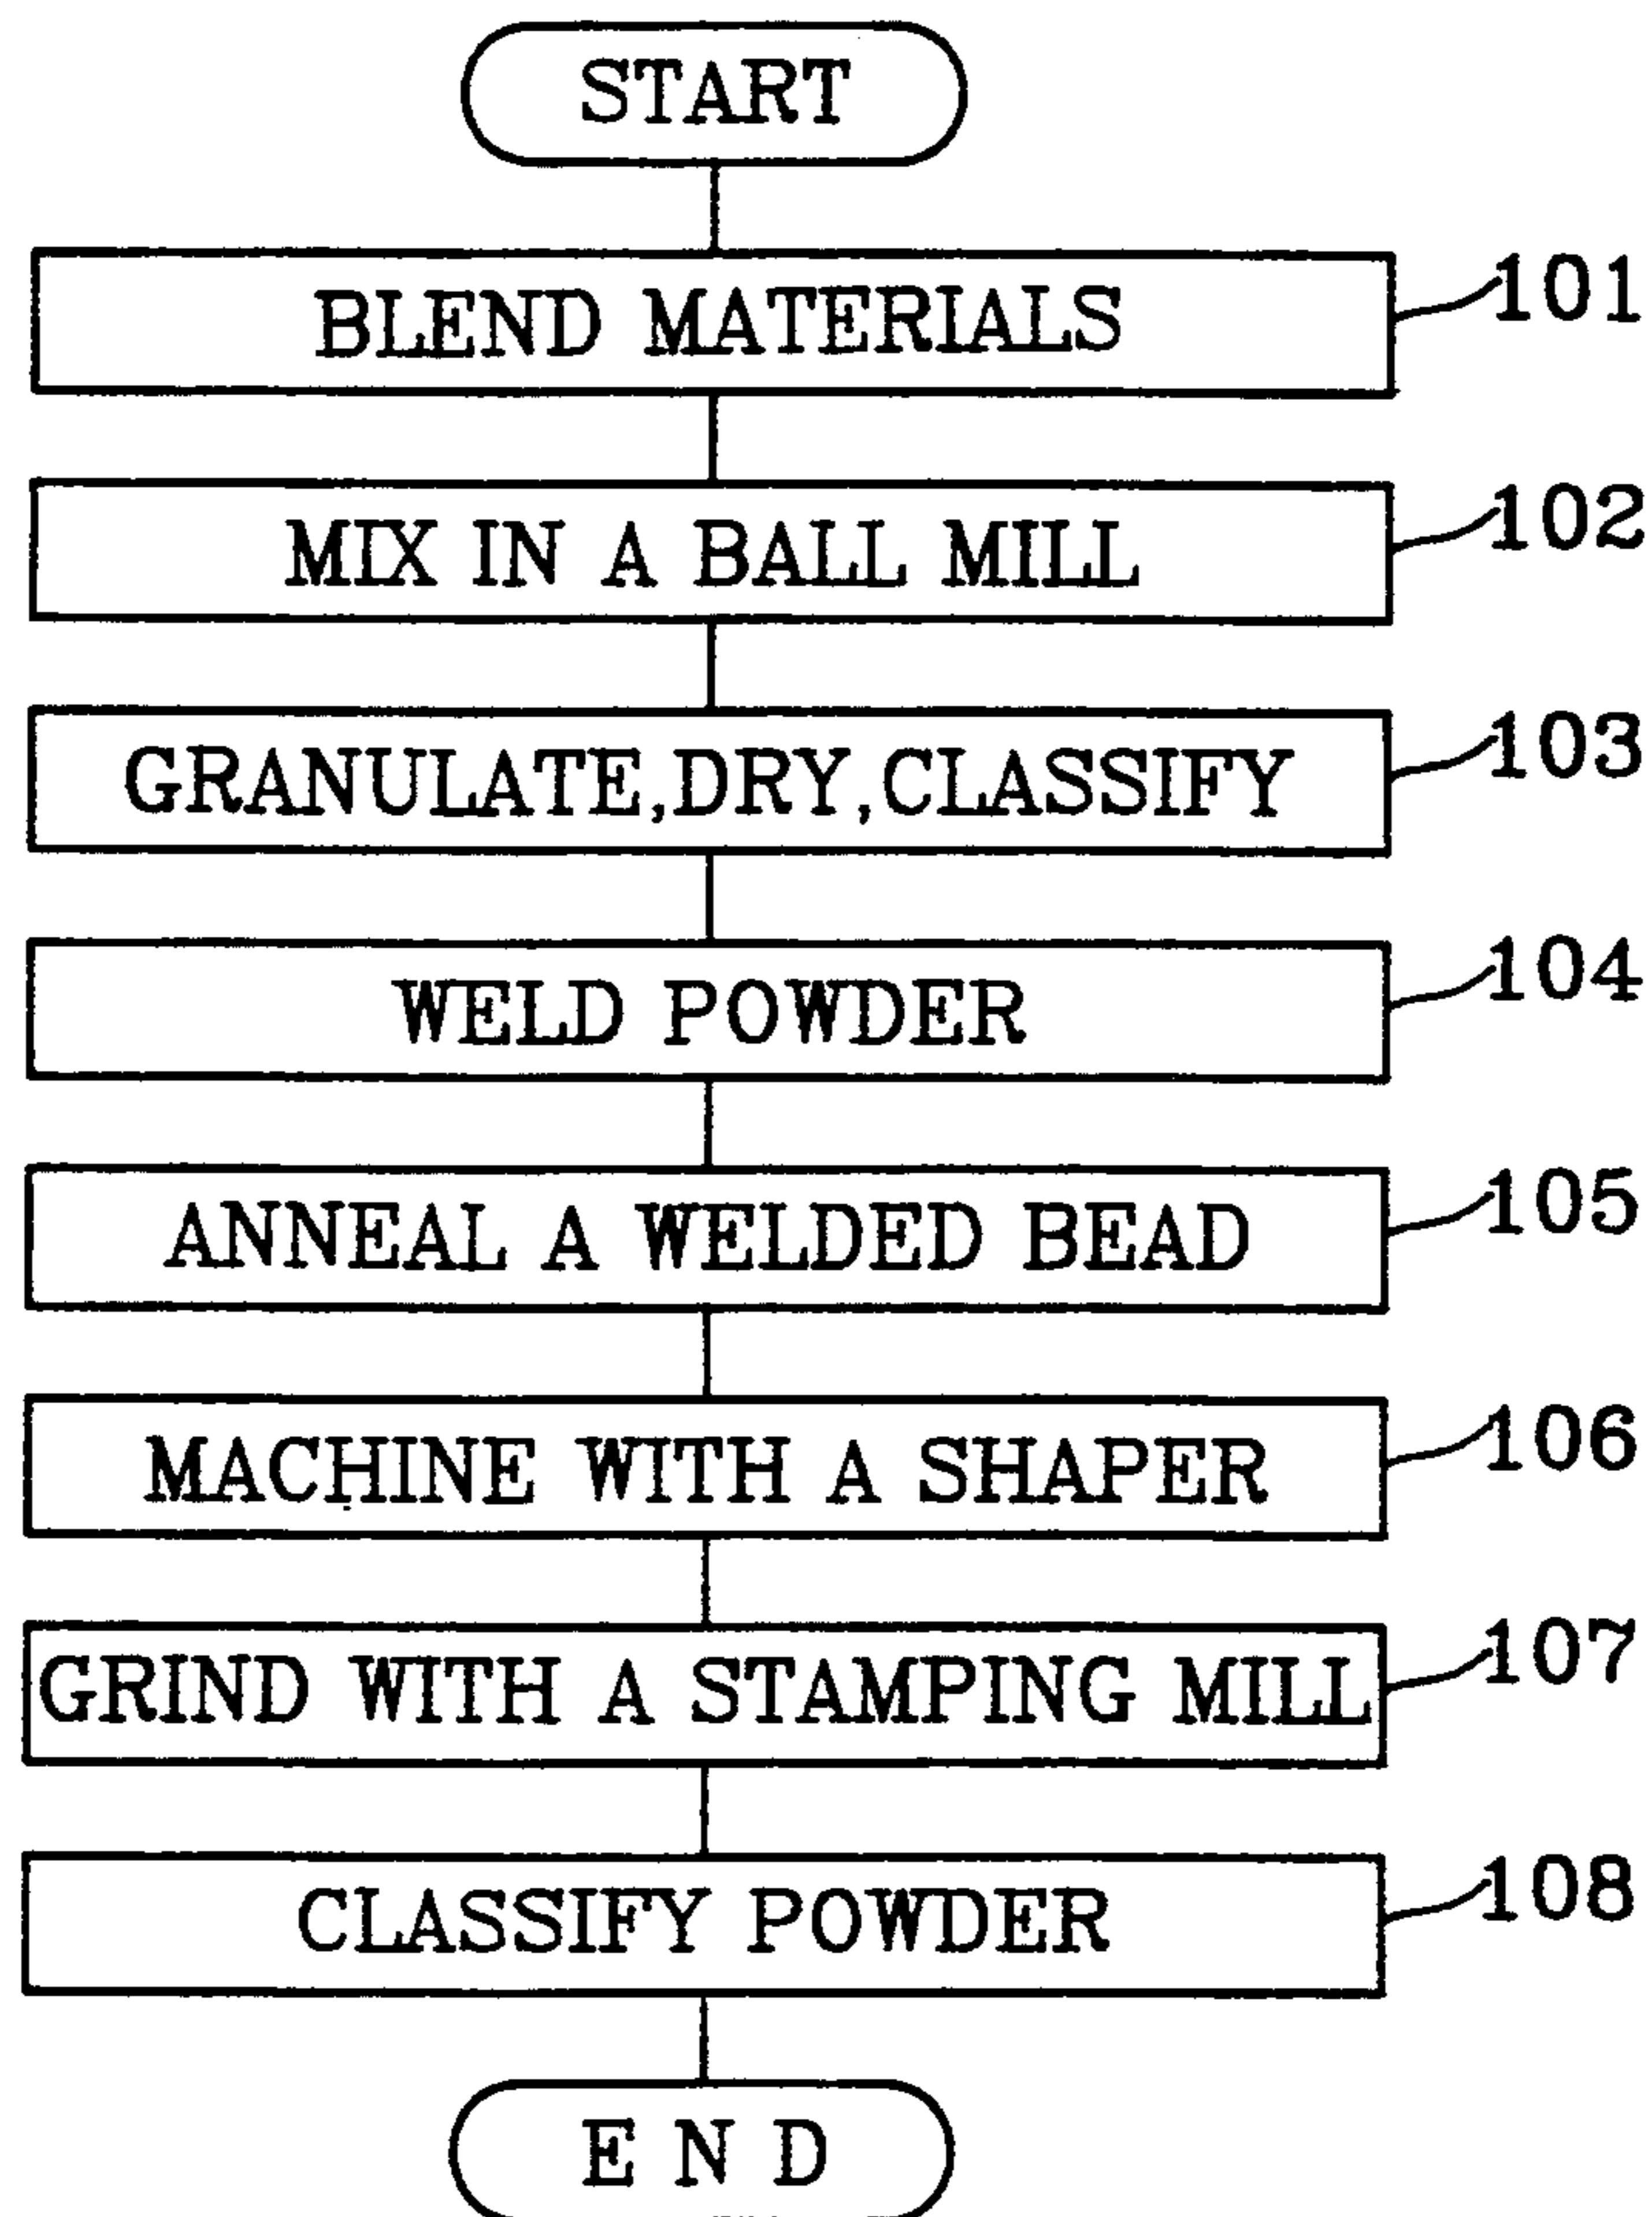 START
BLEND MATERIALS 101
MIX IN A BALL MILL 102
GRANULATE,DRY,CLASSIFY 103
WELD POWDER 104
ANNEAL A WELDED BEAD 105
MACHINE WITH A SHAPER 106
GRIND WITH A STAMPING MILL 107
CLASSIFY POWDER 108
END